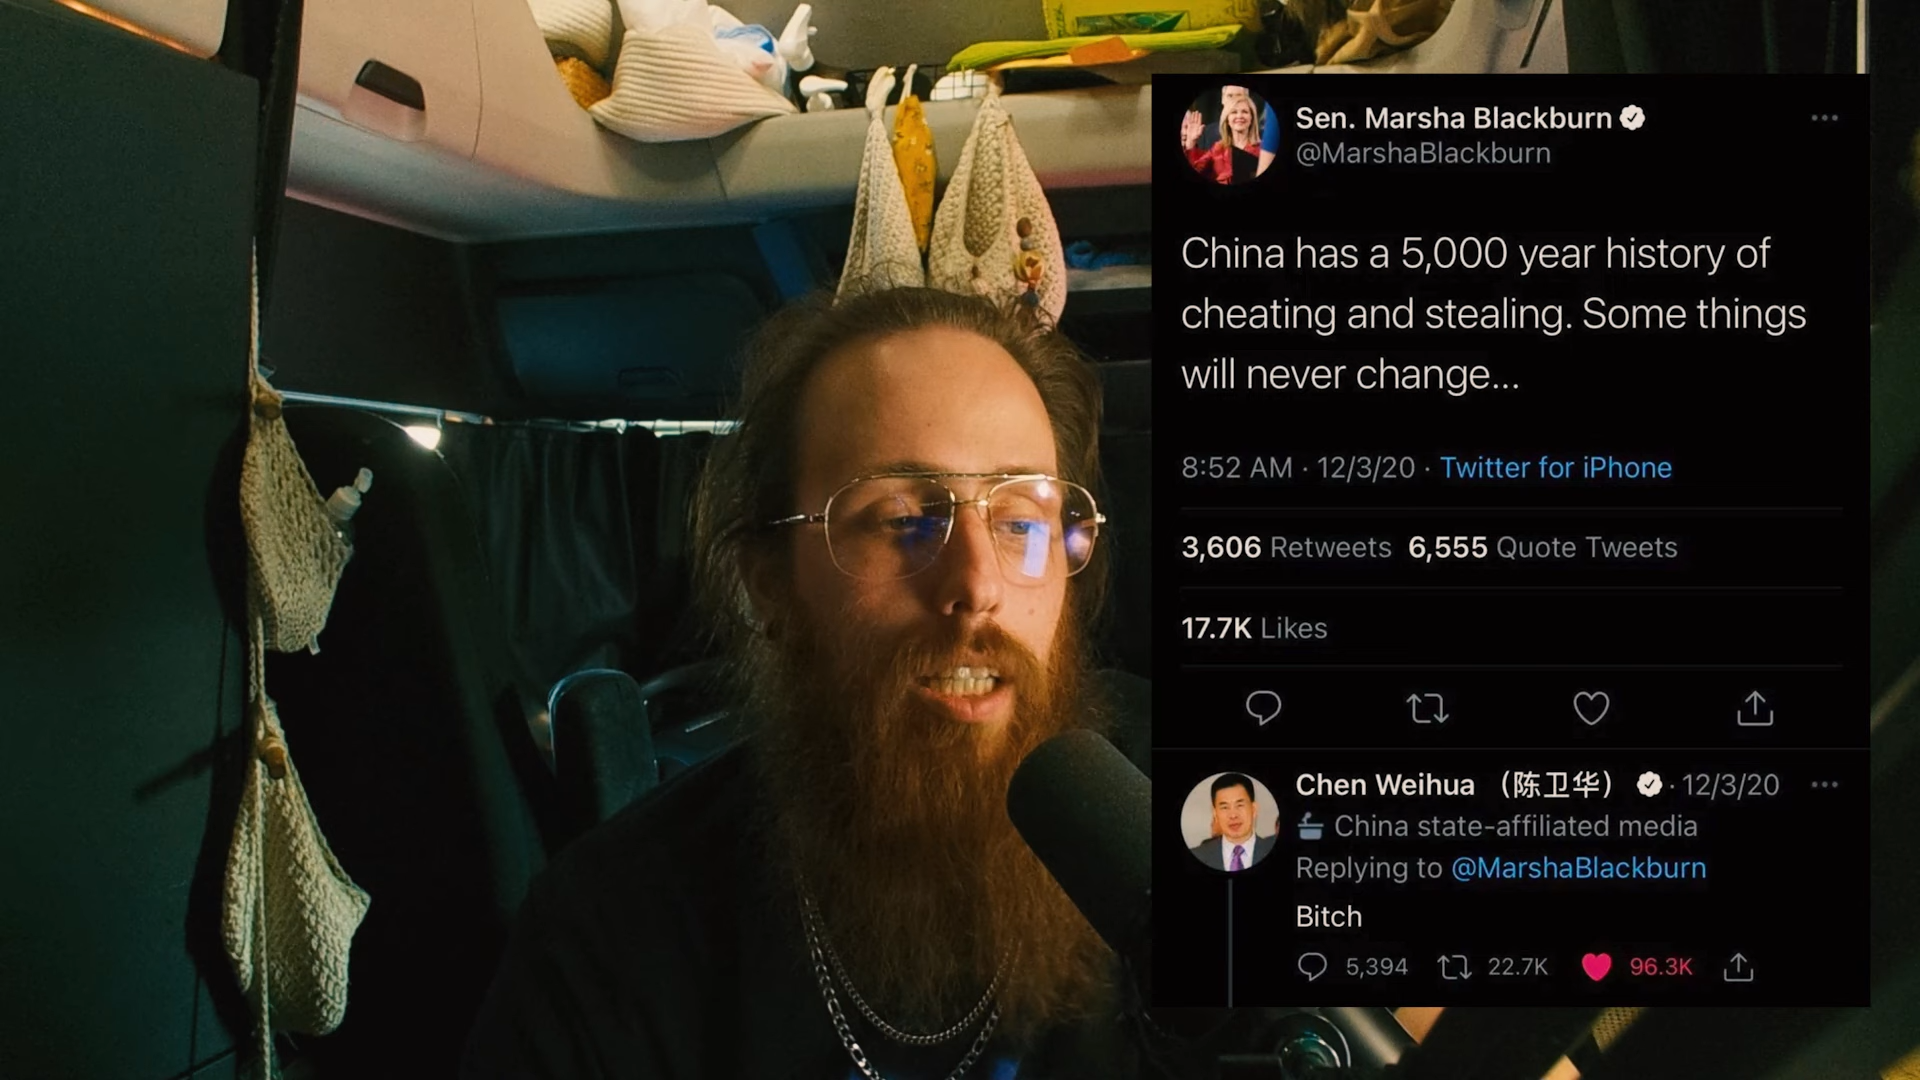 Sen. Marsha Blackburn
@MarshaBlackburn
China has a 5,000 year history of
cheating and stealing. Some things
will never change...
8:52 AM · 12/3/20 · Twitter for iPhone
3,606 Retweets 6,555 Quote Tweets
17.7K Likes
Chen Weihua （陈卫华） · 12/3/20
China state-affiliated media
Replying to @MarshaBlackburn
Bitch
5,394 22.7K 96.3K